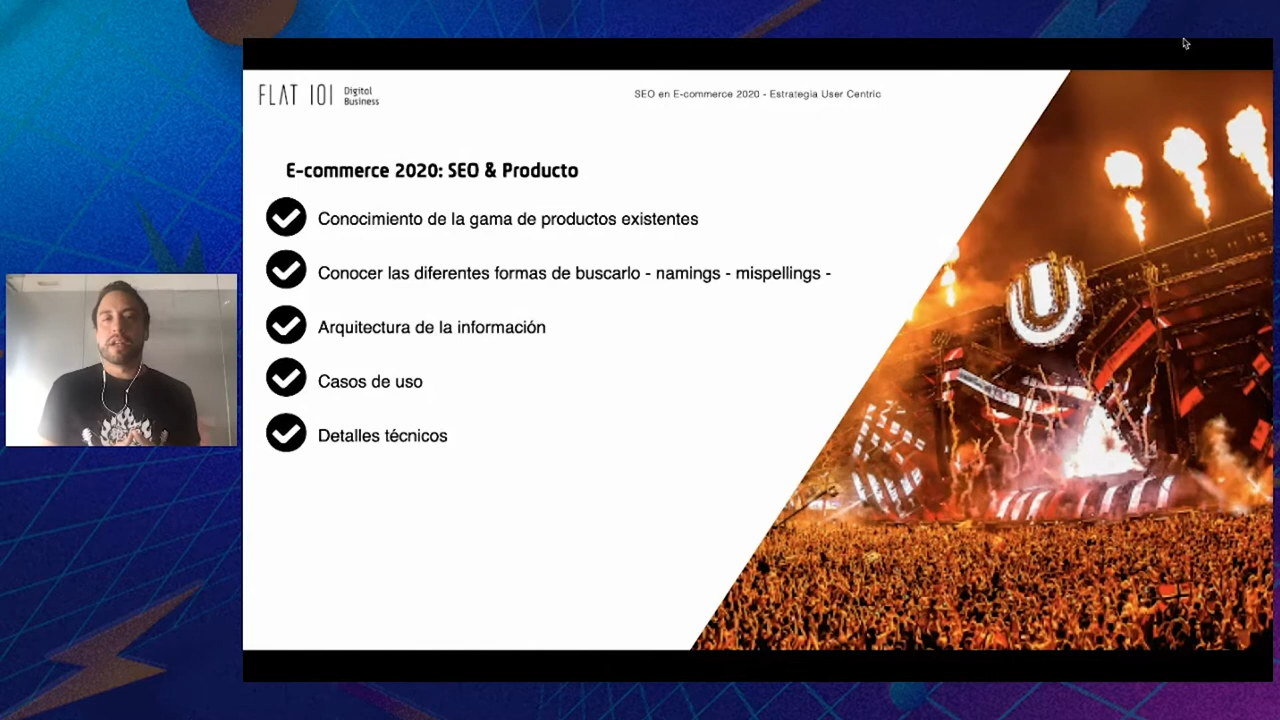 FLAT 101 Digital Business
SEO en E-commerce 2020 - Estrategia User Centric
E-commerce 2020: SEO & Producto
Conocimiento de la gama de productos existentes
Conocer las diferentes formas de buscarlo - namings - mispellings -
Arquitectura de la información
Casos de uso
Detalles técnicos